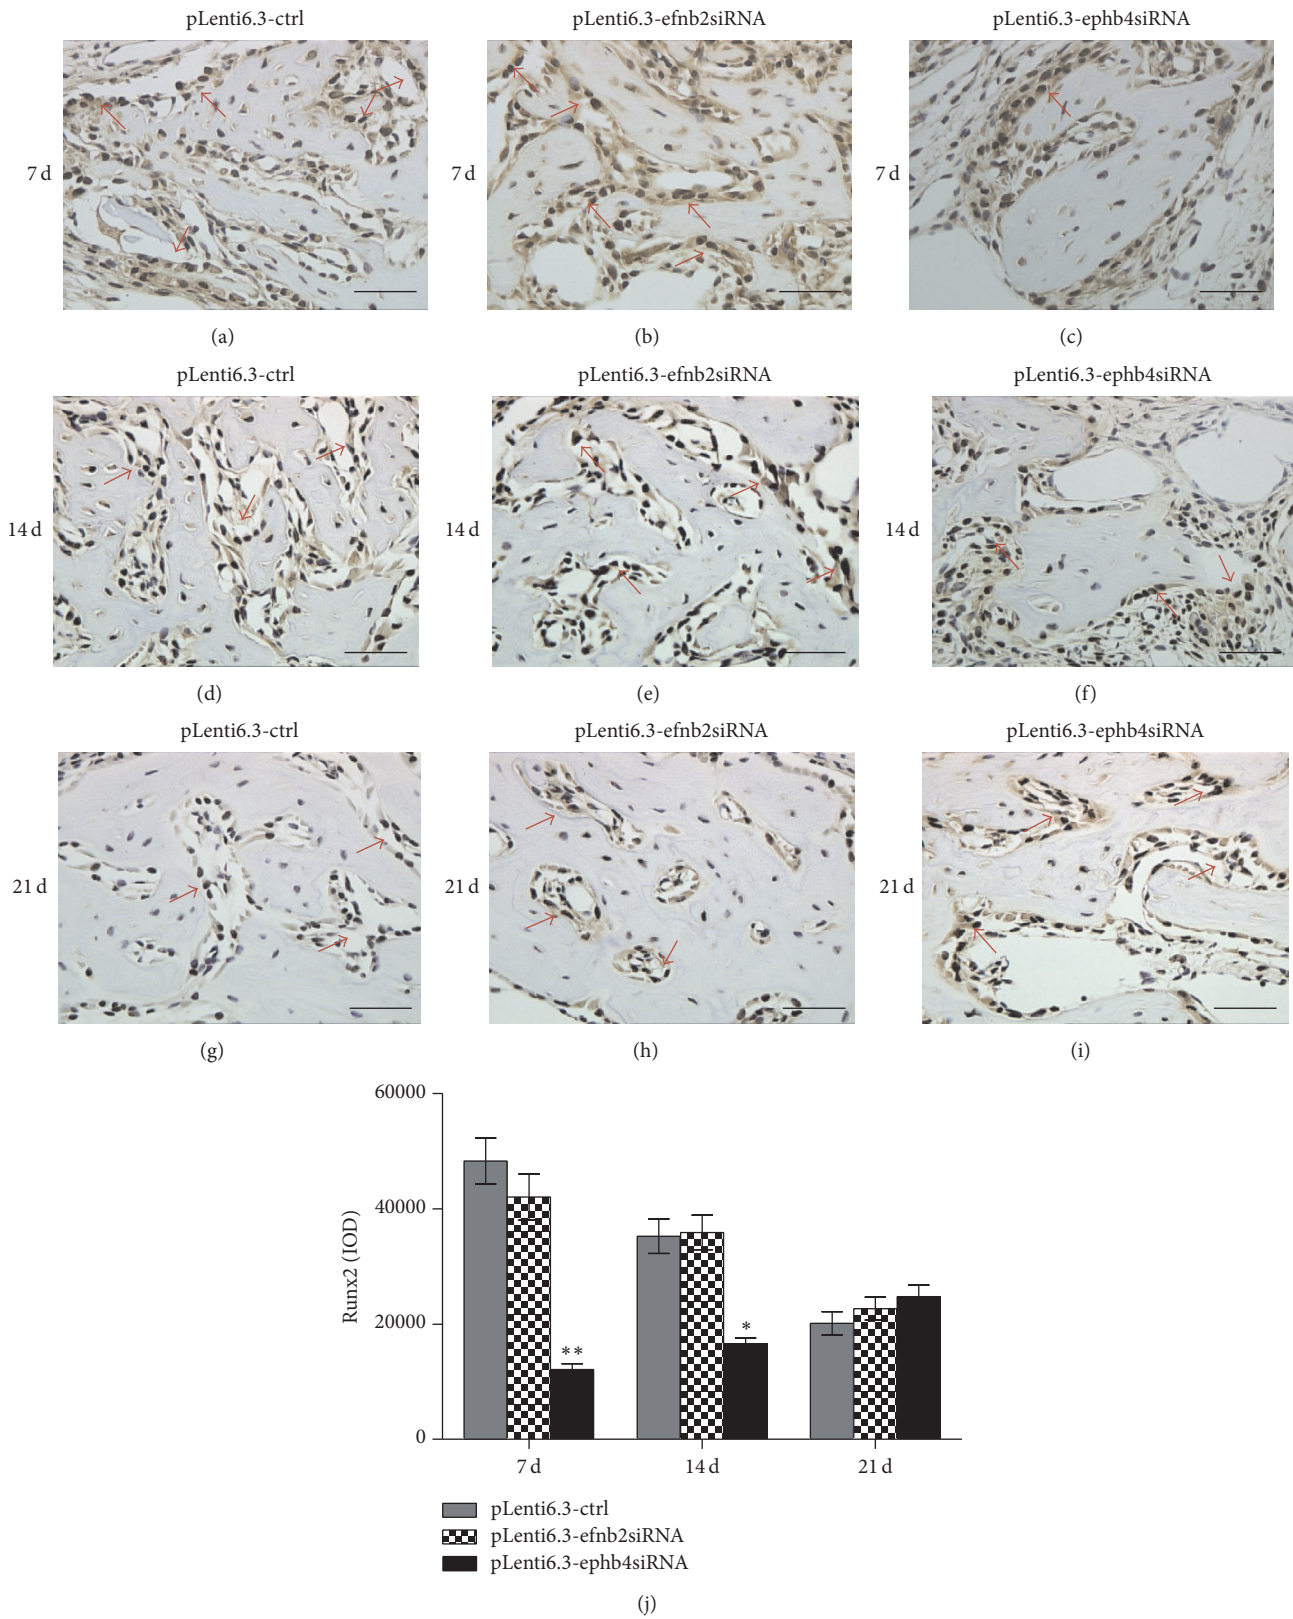 pLenti6.3-ctrl
pLenti6.3-efnb2siRNA
pLenti6.3-ephb4siRNA
7 d
7 d
7 d
(a)
(b)
(c)
pLenti6.3-ctrl
pLenti6.3-efnb2siRNA
pLenti6.3-ephb4siRNA
14 d
14 d
14 d
(d)
(e)
(f)
pLenti6.3-ctrl
pLenti6.3-efnb2siRNA
pLenti6.3-ephb4siRNA
21 d
21 d
21 d
(g)
(h)
(i)
60000
40000
20000
0
Runx2 (IOD)
**
*
7 d
14 d
21 d
pLenti6.3-ctrl
pLenti6.3-efnb2siRNA
pLenti6.3-ephb4siRNA
(j)